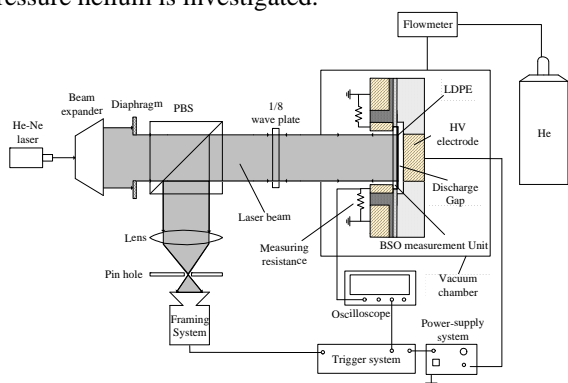 pressure helium is investigated.
Flowmeter
He
Beam
expander
Diaphragm
PBS
1/8
wave plate
LDPE
HV
electrode
He-Ne
laser
Discharge
Gap
Laser beam
Measuring
resistance
BSO measurement Unit
Lens
Pin hole
Vacuum
chamber
Oscilloscope
Framing
System
Power-supply
system
Trigger system